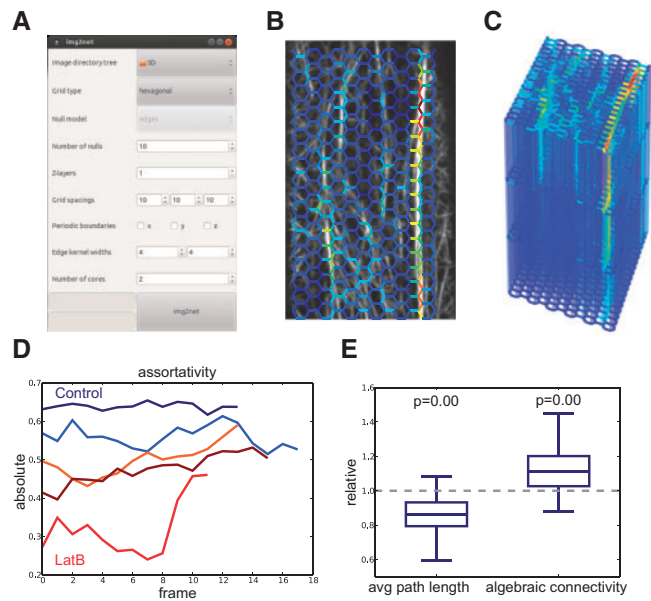 A
img2net
Image directory tree
3D
Grid type
hexagonal
Null model
edges
Number of nulls
10
Z-layers
1
Grid spacings
10 10 10
Periodic boundaries
x y z
Edge kernel widths
4 4
Number of cores
2
img2net
B
C
D
assortativity
absolute
0.7
0.6
0.5
0.4
0.3
0.2
Control
LatB
0 2 4 6 8 10 12 14 16 18
frame
E
relative
1.6
1.4
1.2
1.0
0.8
0.6
p=0.00 p=0.00
avg path length algebraic connectivity